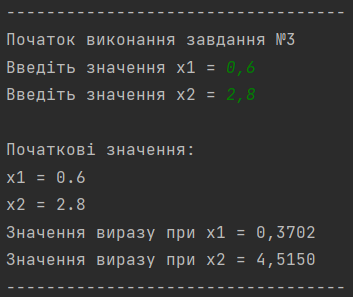 ----------------------------------
Початок виконання завдання №3
Введіть значення x1 = 0,6
Введіть значення x2 = 2,8
Початкові значення:
x1 = 0.6
x2 = 2.8
Значення виразу при x1 = 0,3702
Значення виразу при x2 = 4,5150
----------------------------------